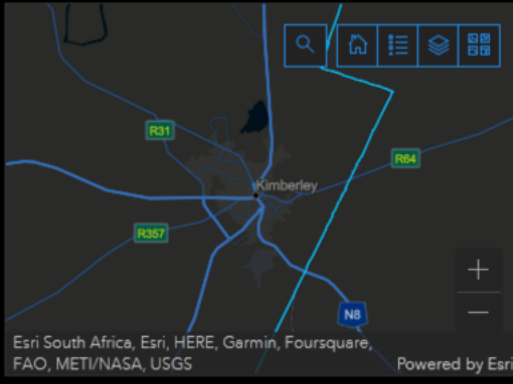 R31
R64
Kimberley
R357
N8
Esri South Africa, Esri, HERE, Garmin, Foursquare,
FAO, METI/NASA, USGS
Powered by Esri